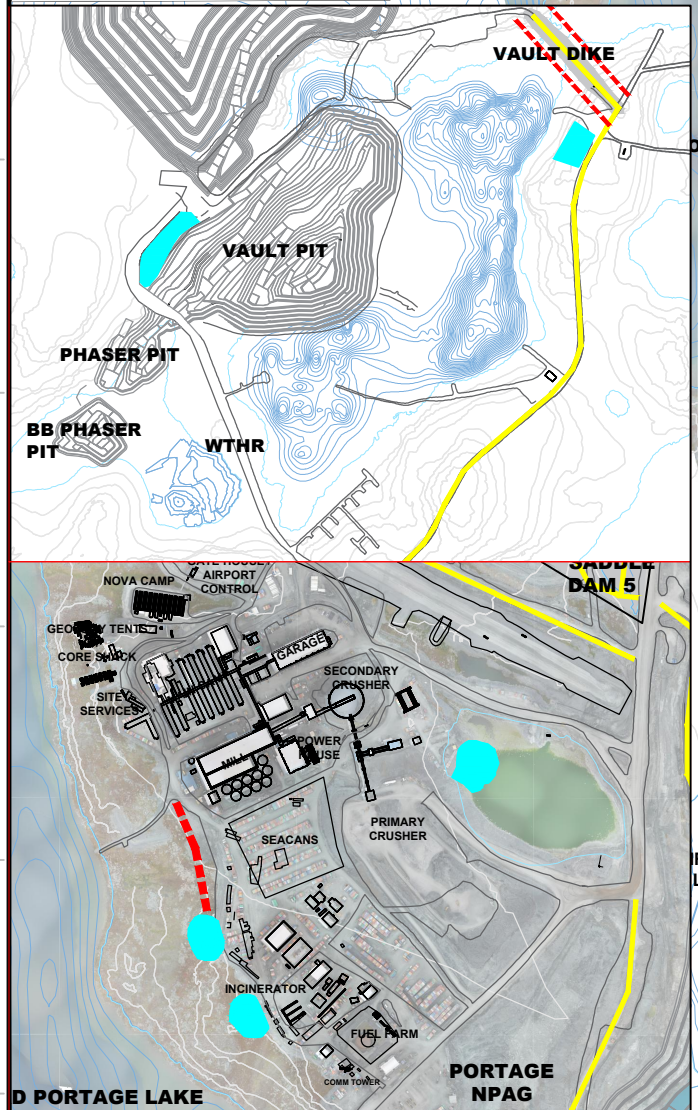 VAULT DIKE
VAULT PIT
PHASER PIT
BB PHASER
PIT
WTHR
SADDLE
DAM 5
NOVA CAMP
AIRPORT
CONTROL
CORE SHACK
GARAGE
SITE
SERVICES
SECONDARY
CRUSHER
POWER
MILL
SEACANS
PRIMARY
CRUSHER
INCINERATOR
FUEL FARM
COMM TOWER
PORTAGE
NPAG
D PORTAGE LAKE